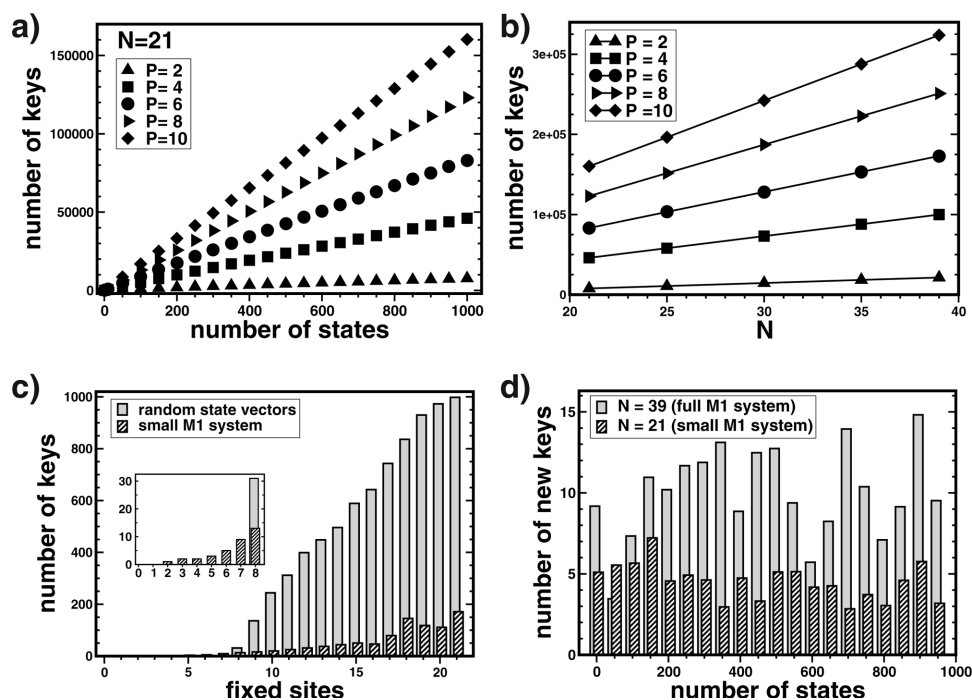 a)
N=21
P= 2
P= 4
P= 6
P= 8
P=10
number of keys
150000
100000
50000
0
0
200
400
600
800
1000
number of states
b)
P = 2
P = 4
P = 6
P = 8
P =10
number of keys
3e+05
2e+05
1e+05
0
20
25
30
35
40
N
c)
random state vectors
small M1 system
number of keys
1000
800
600
400
200
0
30
20
10
0
0 1 2 3 4 5 6 7 8
0
5
10
15
20
fixed sites
d)
N = 39 (full M1 system)
N = 21 (small M1 system)
number of new keys
15
10
5
0
0
200
400
600
800
1000
number of states